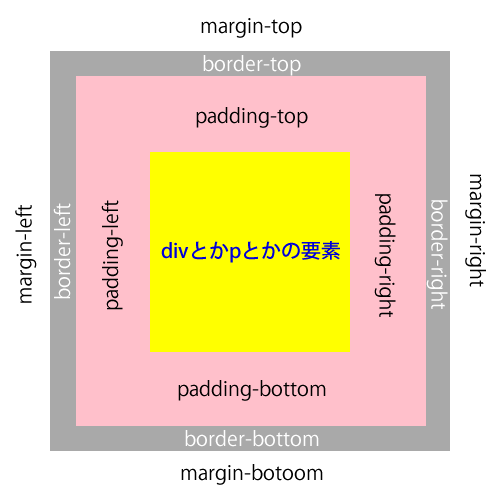 margin-top
border-top
padding-top
margin-left
border-left
padding-left
divとかpとかの要素
padding-right
border-right
margin-right
padding-bottom
border-bottom
margin-botoom